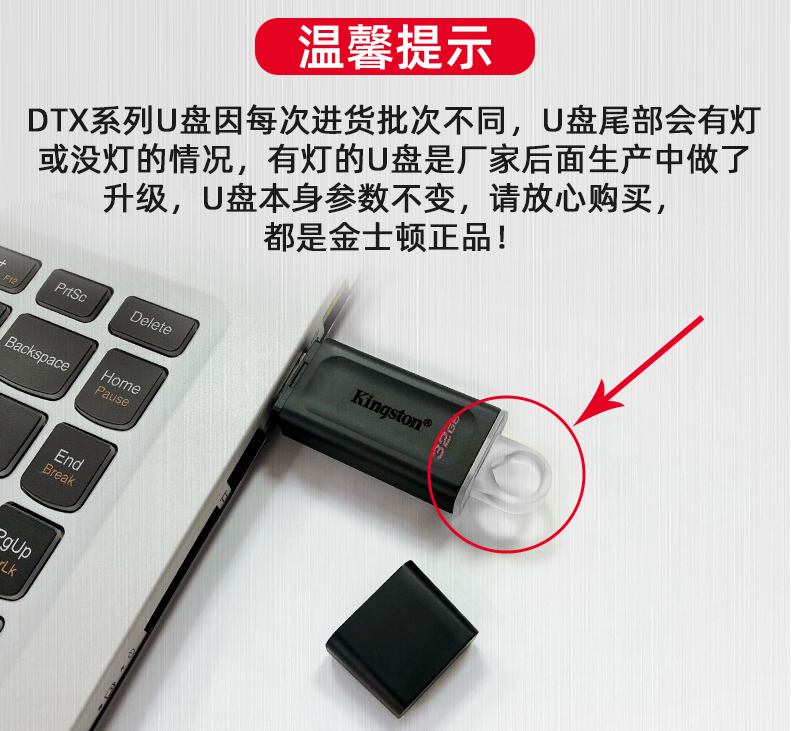 温馨提示
DTX系列U盘因每次进货批次不同，U盘尾部会有灯
或没灯的情况，有灯的U盘是厂家后面生产中做了
升级，U盘本身参数不变，请放心购买，
都是金士顿正品！
F12
PrtSc
Delete
Backspace
Home
Pause
End
Break
PgUp
rLk
Kingston®
32GB